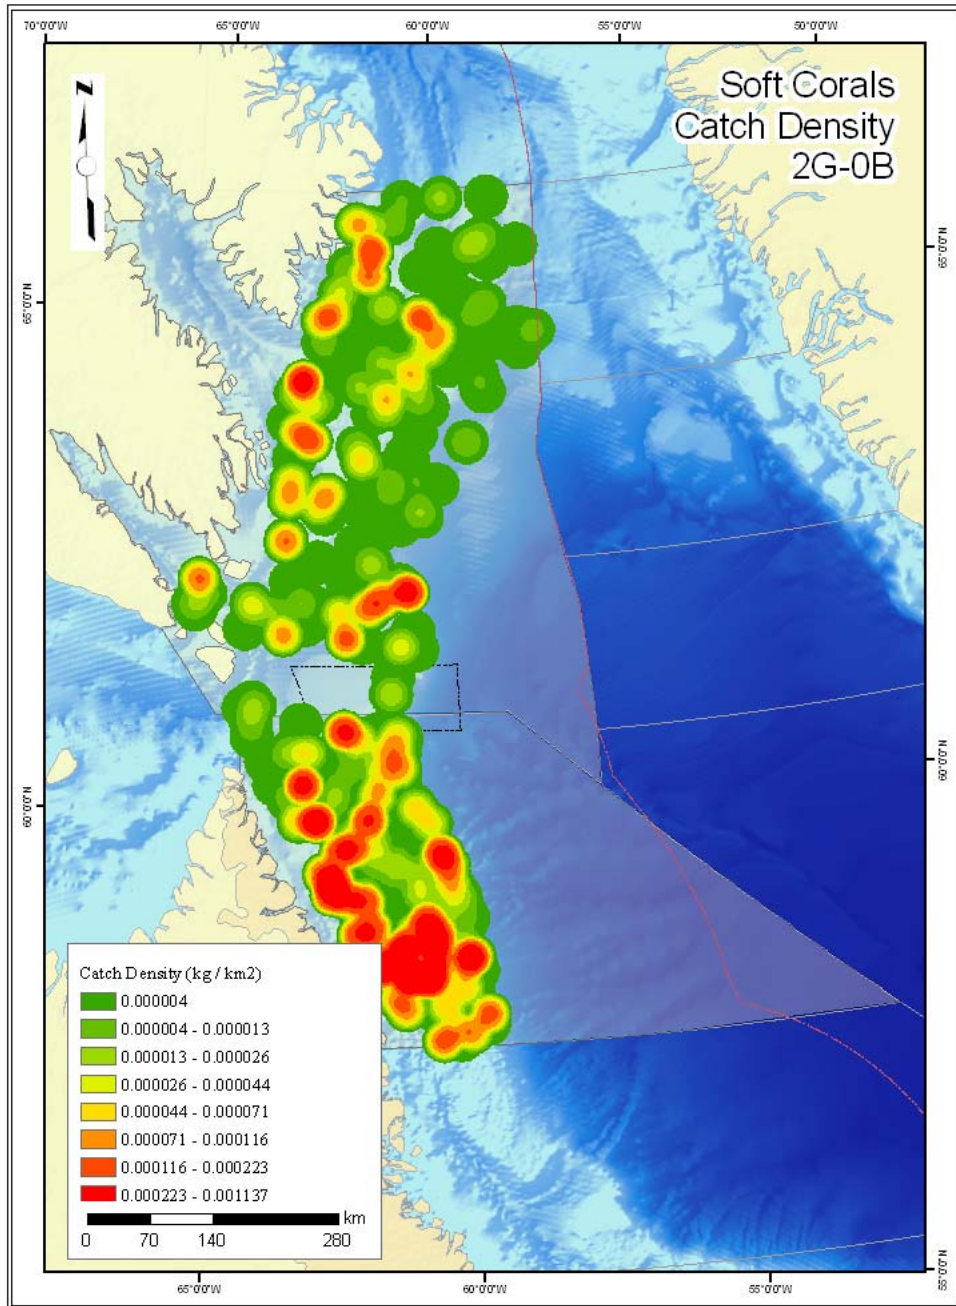 70°0'0"W 65°0'0"W 60°0'0"W 55°0'0"W 50°0'0"W
Soft Corals
Catch Density
2G-0B
N
65°0'0"N
65°0'0"N
60°0'0"N
60°0'0"N
Catch Density (kg / km2)
0.000004
0.000004 - 0.000013
0.000013 - 0.000026
0.000026 - 0.000044
0.000044 - 0.000071
0.000071 - 0.000116
0.000116 - 0.000223
0.000223 - 0.001137
km
0 70 140 280
55°0'0"N
65°0'0"W 60°0'0"W 55°0'0"W